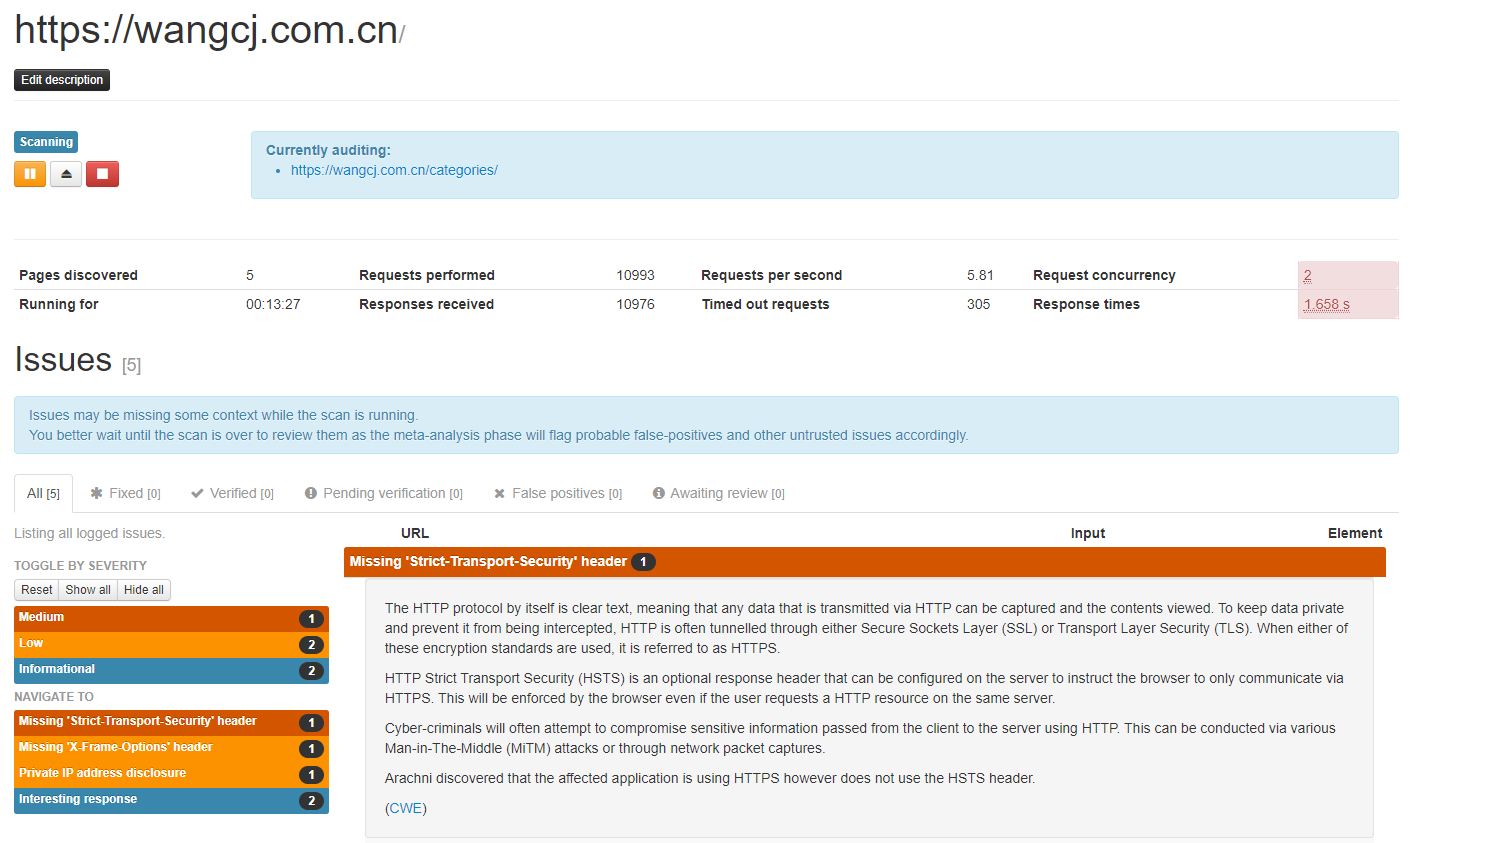 https://wangcj.com.cn/
Edit description
Scanning
Currently auditing:
https://wangcj.com.cn/categories/
Pages discovered 5 Requests performed 10993 Requests per second 5.81 Request concurrency 2
Running for 00:13:27 Responses received 10976 Timed out requests 305 Response times 1.658 s
Issues [5]
Issues may be missing some context while the scan is running.
You better wait until the scan is over to review them as the meta-analysis phase will flag probable false-positives and other untrusted issues accordingly.
All [5] Fixed [0] Verified [0] Pending verification [0] False positives [0] Awaiting review [0]
Listing all logged issues.
TOGGLE BY SEVERITY
Reset Show all Hide all
Medium 1
Low 2
Informational 2
NAVIGATE TO
Missing 'Strict-Transport-Security' header 1
Missing 'X-Frame-Options' header 1
Private IP address disclosure 1
Interesting response 2
URL Input Element
Missing 'Strict-Transport-Security' header 1
The HTTP protocol by itself is clear text, meaning that any data that is transmitted via HTTP can be captured and the contents viewed. To keep data private
and prevent it from being intercepted, HTTP is often tunnelled through either Secure Sockets Layer (SSL) or Transport Layer Security (TLS). When either of
these encryption standards are used, it is referred to as HTTPS.
HTTP Strict Transport Security (HSTS) is an optional response header that can be configured on the server to instruct the browser to only communicate via
HTTPS. This will be enforced by the browser even if the user requests a HTTP resource on the same server.
Cyber-criminals will often attempt to compromise sensitive information passed from the client to the server using HTTP. This can be conducted via various
Man-in-The-Middle (MiTM) attacks or through network packet captures.
Arachni discovered that the affected application is using HTTPS however does not use the HSTS header.
(CWE)